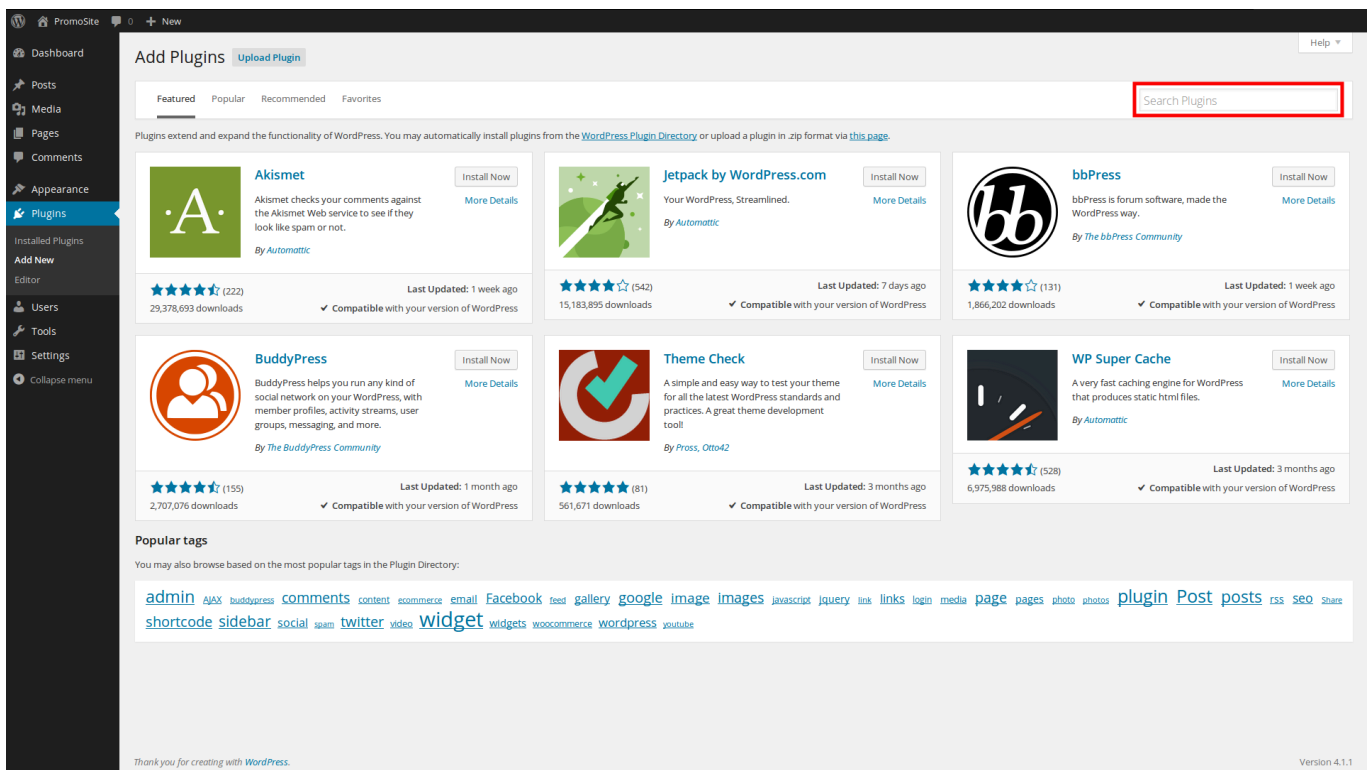 PromoSite 0 + New
Help
Dashboard
Posts
Media
Pages
Comments
Appearance
Plugins
Installed Plugins
Add New
Editor
Users
Tools
Settings
Collapse menu
Add Plugins Upload Plugin
Featured Popular Recommended Favorites Search Plugins
Plugins extend and expand the functionality of WordPress. You may automatically install plugins from the WordPress Plugin Directory or upload a plugin in .zip format via this page.
·A·
Akismet Install Now
More Details
Akismet checks your comments against
the Akismet Web service to see if they
look like spam or not.
By Automattic
(222) Last Updated: 1 week ago
29,378,693 downloads ✔ Compatible with your version of WordPress
Jetpack by WordPress.com Install Now
Your WordPress, Streamlined. More Details
By Automattic
(542) Last Updated: 7 days ago
15,183,895 downloads ✔ Compatible with your version of WordPress
bb
bbPress Install Now
More Details
bbPress is forum software, made the
WordPress way.
By The bbPress Community
(131) Last Updated: 1 week ago
1,866,202 downloads ✔ Compatible with your version of WordPress
BuddyPress Install Now
More Details
BuddyPress helps you run any kind of
social network on your WordPress, with
member profiles, activity streams, user
groups, messaging, and more.
By The BuddyPress Community
(155) Last Updated: 1 month ago
2,707,076 downloads ✔ Compatible with your version of WordPress
Theme Check Install Now
More Details
A simple and easy way to test your theme
for all the latest WordPress standards and
practices. A great theme development
tool!
By Pross, Otto42
(81) Last Updated: 3 months ago
561,671 downloads ✔ Compatible with your version of WordPress
WP Super Cache Install Now
More Details
A very fast caching engine for WordPress
that produces static html files.
By Automattic
(528) Last Updated: 3 months ago
6,975,988 downloads ✔ Compatible with your version of WordPress
Popular tags
You may also browse based on the most popular tags in the Plugin Directory:
admin AJAX buddypress comments content ecommerce email Facebook feed gallery google image images javascript jquery link links login media page pages photo photos plugin Post posts rss seo Share
shortcode sidebar social spam twitter video widget widgets woocommerce wordpress youtube
Thank you for creating with WordPress. Version 4.1.1